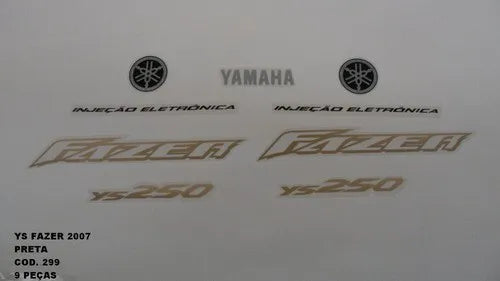 YAMAHA
INJEÇÃO ELETRÔNICA INJEÇÃO ELETRÔNICA
FAZER FAZER
YS250 YS250
YS FAZER 2007
PRETA
COD. 299
9 PEÇAS